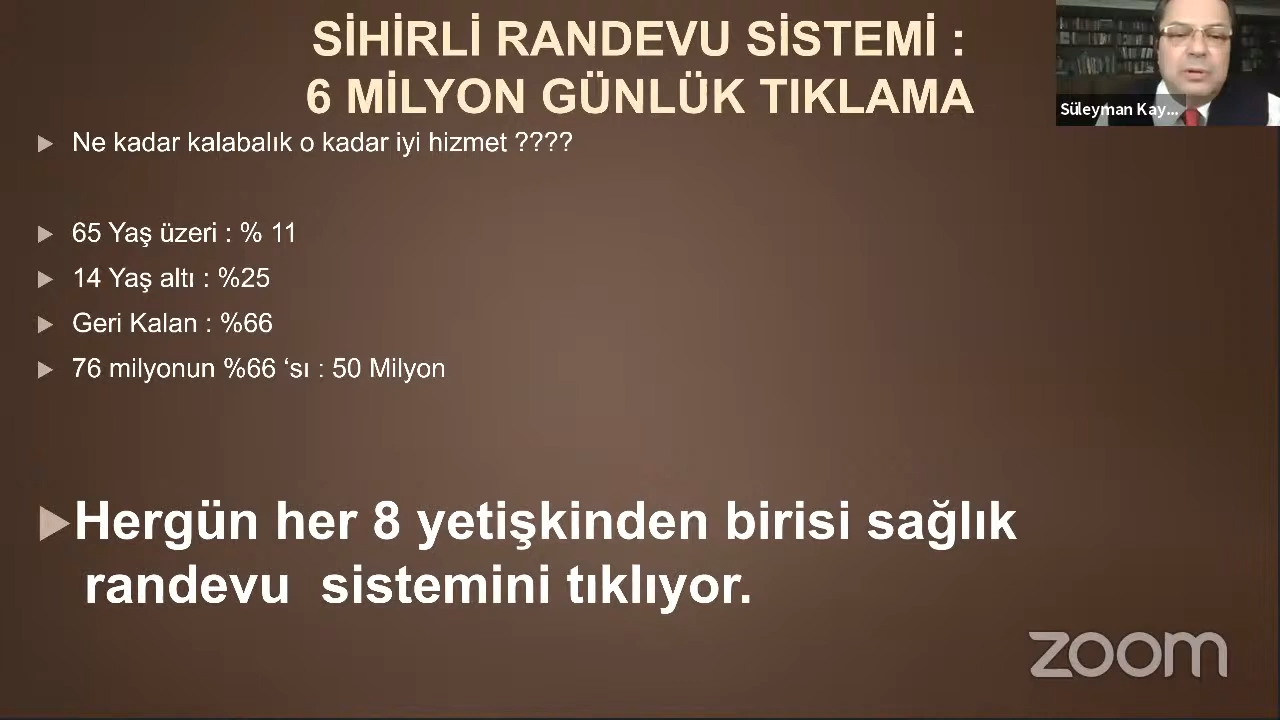 SİHİRLİ RANDEVU SİSTEMİ :
6 MİLYON GÜNLÜK TIKLAMA
Süleyman Kay...
Ne kadar kalabalık o kadar iyi hizmet ????
65 Yaş üzeri : % 11
14 Yaş altı : %25
Geri Kalan : %66
76 milyonun %66 ‘sı : 50 Milyon
Hergün her 8 yetişkinden birisi sağlık
randevu sistemini tıklıyor.
zoom